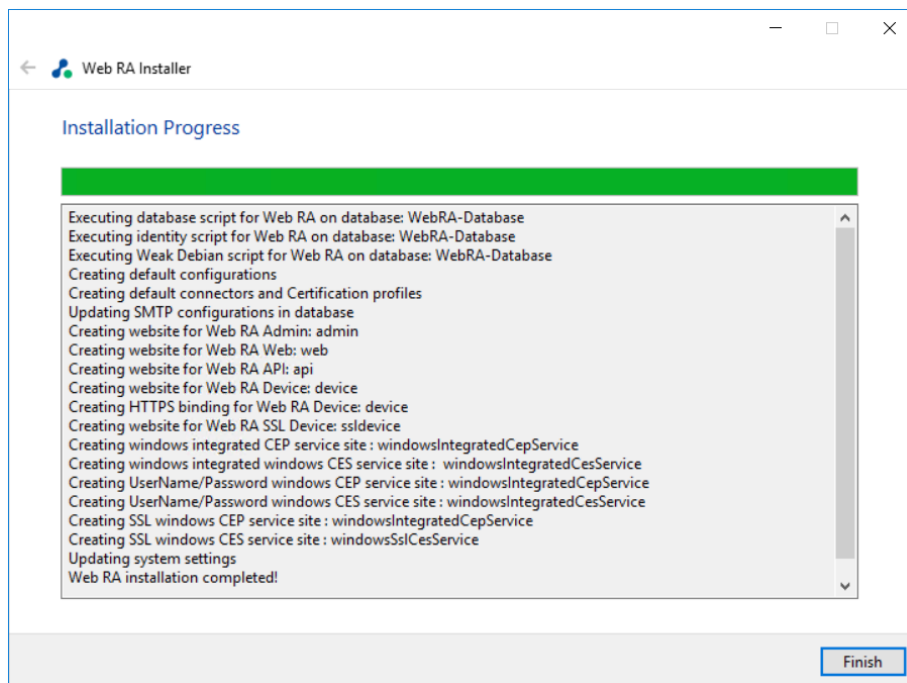 Web RA Installer
Installation Progress
Executing database script for Web RA on database: WebRA-Database
Executing identity script for Web RA on database: WebRA-Database
Executing Weak Debian script for Web RA on database: WebRA-Database
Creating default configurations
Creating default connectors and Certification profiles
Updating SMTP configurations in database
Creating website for Web RA Admin: admin
Creating website for Web RA Web: web
Creating website for Web RA API: api
Creating website for Web RA Device: device
Creating HTTPS binding for Web RA Device: device
Creating website for Web RA SSL Device: ssldevice
Creating windows integrated CEP service site : windowsIntegratedCepService
Creating windows integrated windows CES service site :  windowsIntegratedCesService
Creating UserName/Password windows CEP service site : windowsIntegratedCepService
Creating UserName/Password windows CES service site : windowsIntegratedCesService
Creating SSL windows CEP service site : windowsIntegratedCepService
Creating SSL windows CES service site : windowsSslCesService
Updating system settings
Web RA installation completed!
Finish